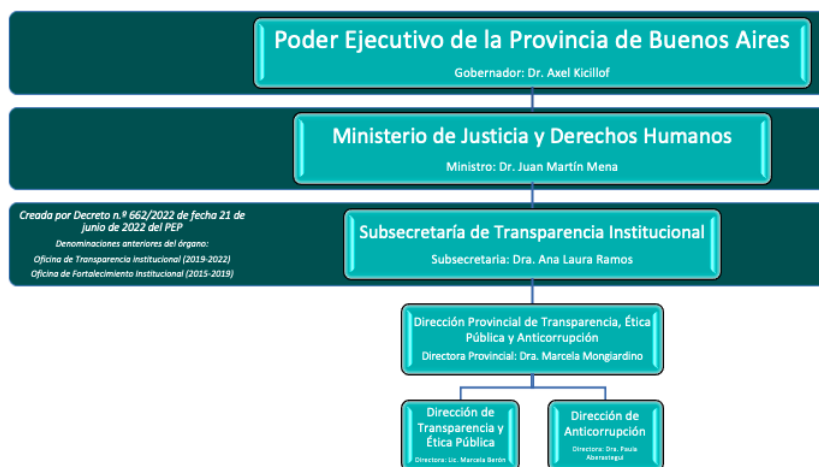 Poder Ejecutivo de la Provincia de Buenos Aires
Gobernador: Dr. Axel Kicillof
Ministerio de Justicia y Derechos Humanos
Ministro: Dr. Juan Martín Mena
Creada por Decreto n.º 662/2022 de fecha 21 de
junio de 2022 del PEP
Denominaciones anteriores del órgano:
Oficina de Transparencia Institucional (2019-2022)
Oficina de Fortalecimiento Institucional (2015-2019)
Subsecretaría de Transparencia Institucional
Subsecretaria: Dra. Ana Laura Ramos
Dirección Provincial de Transparencia, Ética
Pública y Anticorrupción
Directora Provincial: Dra. Marcela Mongiardino
Dirección de
Transparencia y
Ética Pública
Directora: Lic. Marcela Berón
Dirección de
Anticorrupción
Directora: Dra. Paula
Aberastegui